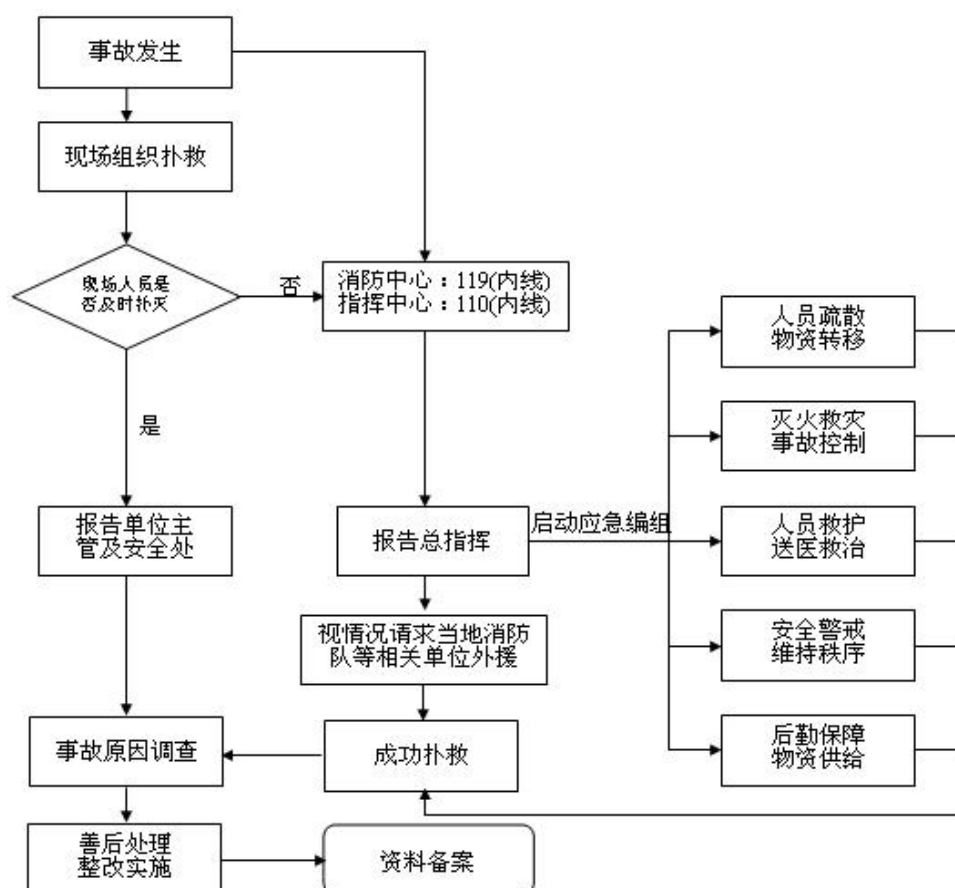 事故发生
现场组织扑救
现场人员是
否及时扑灭
否
消防中心：119(内线)
指挥中心：110(内线)
是
报告单位主
管及安全处
报告总指挥
启动应急编组
人员疏散
物资转移
灭火救灾
事故控制
人员救护
送医救治
安全警戒
维持秩序
后勤保障
物资供给
视情况请求当地消防
队等相关单位外援
事故原因调查
成功扑救
善后处理
整改实施
资料备案